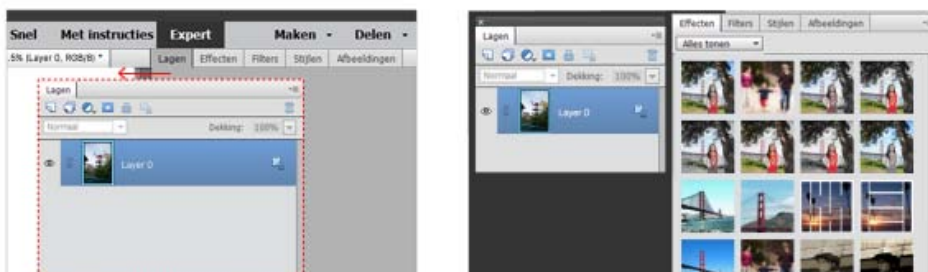 Snel Met instructies Expert Maken - Delen -
.5% (Layer 0, RGB/8) * Lagen Effecten Filters Stijlen Afbeeldingen
Lagen
Normaal Dekking: 100%
Layer 0
Lagen
Normaal Dekking: 100%
Layer 0
Effecten Filters Stijlen Afbeeldingen
Alles tonen